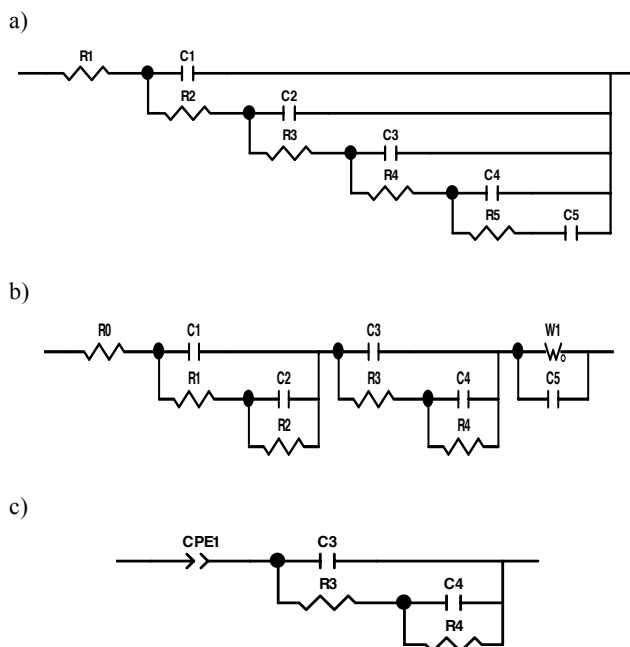 a)
R1 C1
R2 C2
R3 C3
R4 C4
R5 C5
b)
R0 C1 C3 W1
R1 C2 R3 C4 C5
R2 R4
c)
CPE1 C3
R3 C4
R4